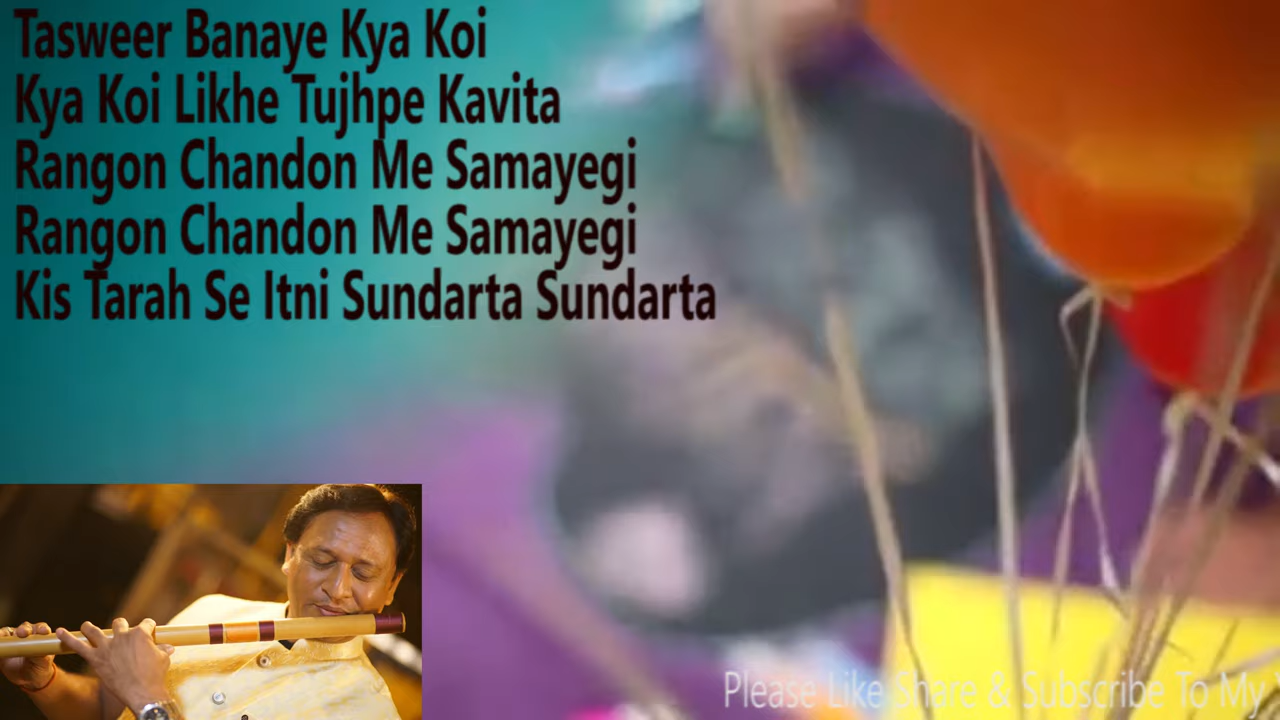 Tasweer Banaye Kya Koi
Kya Koi Likhe Tujhpe Kavita
Rangon Chandon Me Samayegi
Rangon Chandon Me Samayegi
Kis Tarah Se Itni Sundarta Sundarta
Please Like Share & Subscribe To My